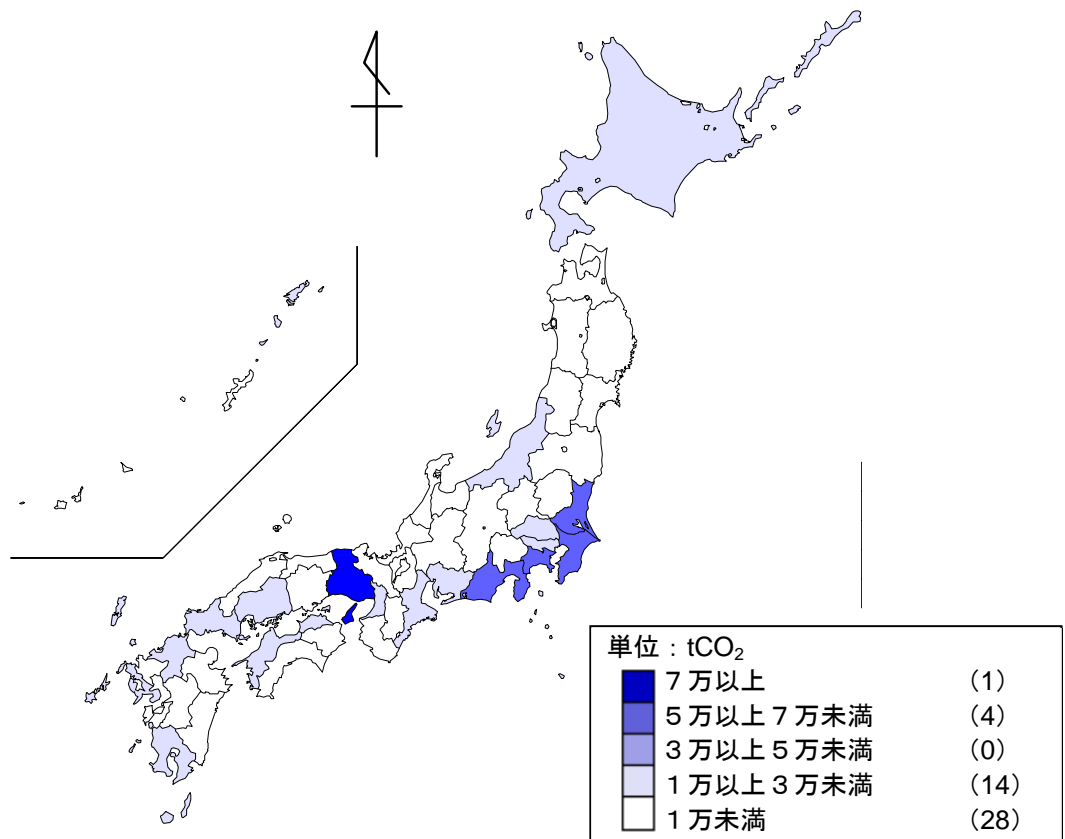 単位：tCO₂
７万以上 （1）
５万以上７万未満 （4）
３万以上５万未満 （0）
１万以上３万未満 （14）
１万未満 （28）